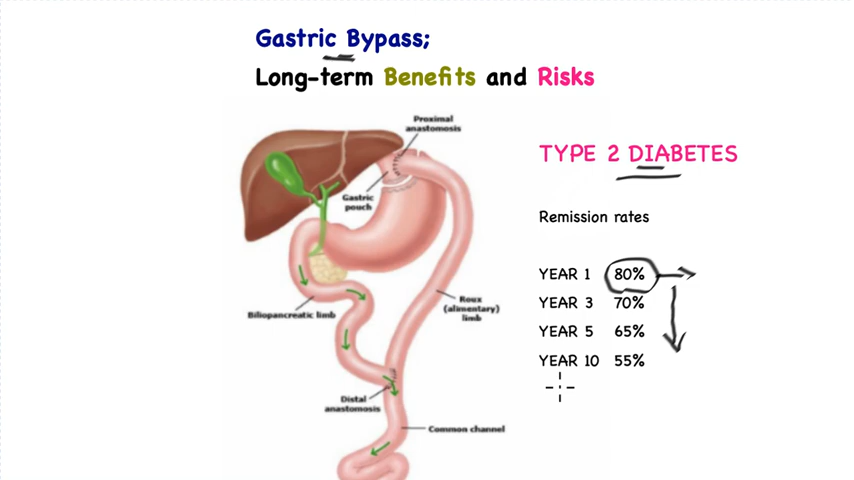 Gastric Bypass;
Long-term Benefits and Risks
Proximal
anastomosis
Gastric
pouch
Biliopancreatic limb
Roux
(alimentary)
limb
Distal
anastomosis
Common channel
TYPE 2 DIABETES
Remission rates
YEAR 1 80%
YEAR 3 70%
YEAR 5 65%
YEAR 10 55%